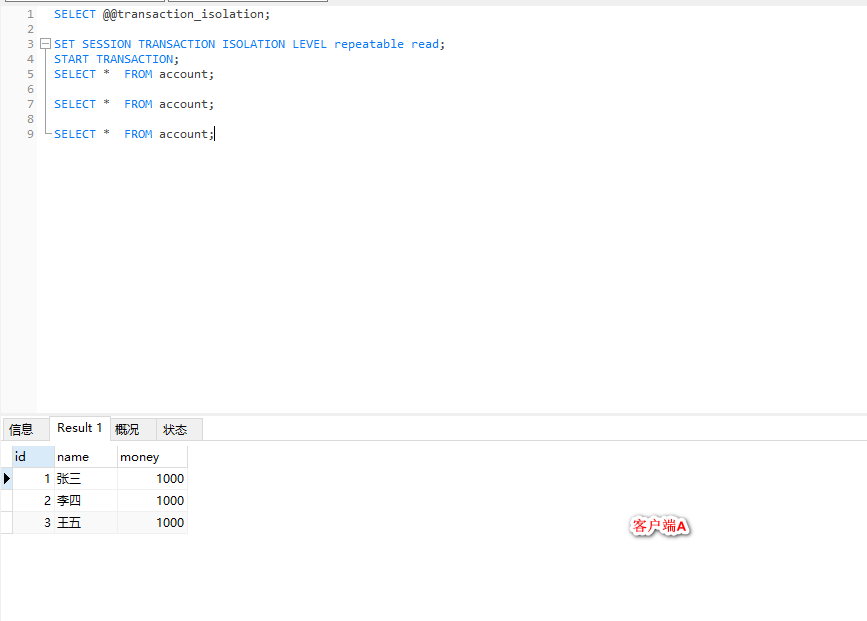 1 SELECT @@transaction_isolation;
2
3 SET SESSION TRANSACTION ISOLATION LEVEL repeatable read;
4 START TRANSACTION;
5 SELECT *  FROM account;
6
7 SELECT *  FROM account;
8
9 SELECT *  FROM account;
信息 Result 1 概况 状态
id name money
1 张三 1000
2 李四 1000
3 王五 1000
客户端A